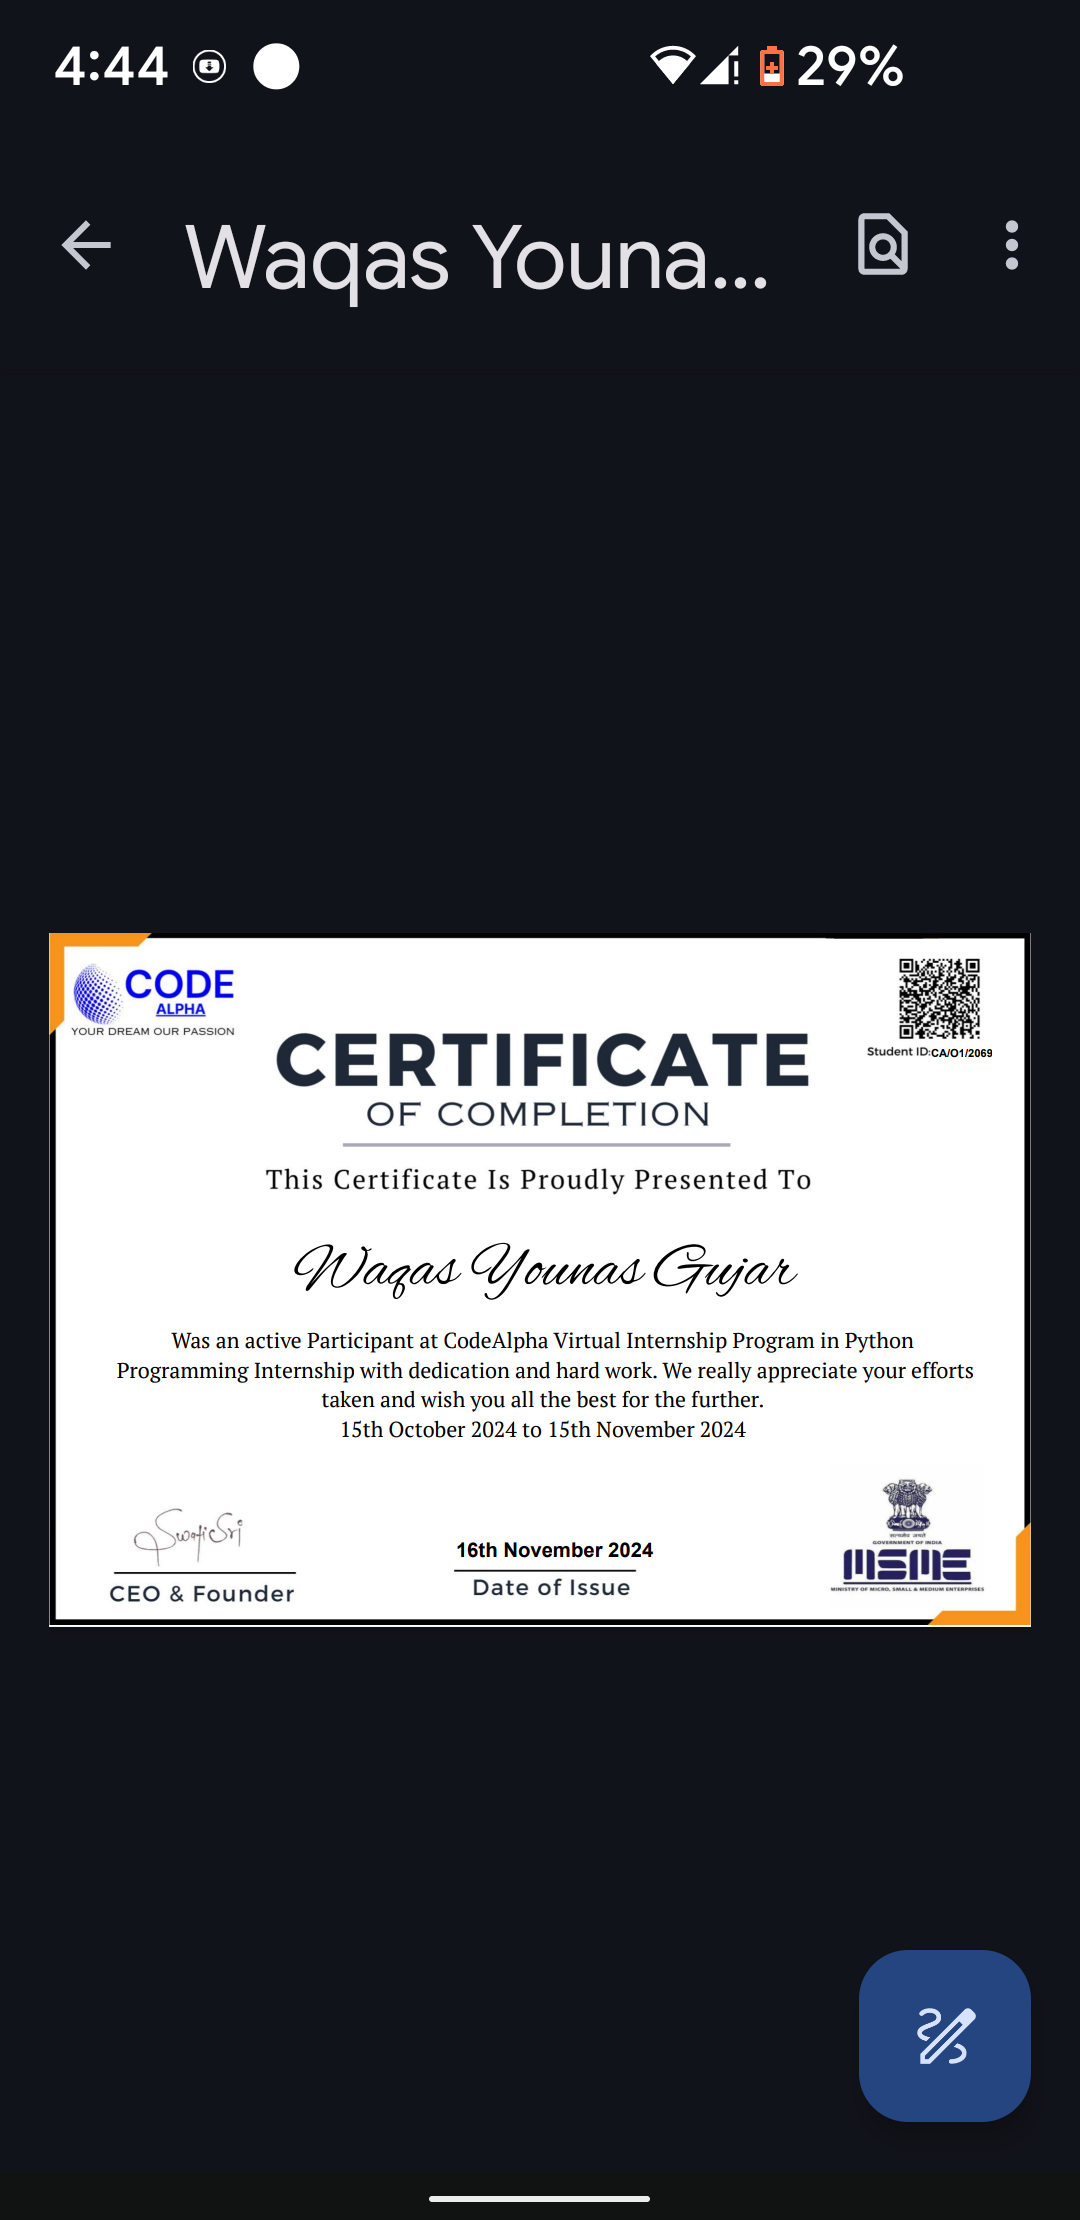 4:44
29%
Waqas Youna...
CODE
ALPHA
YOUR DREAM OUR PASSION
Student ID:CA/O1/2069
CERTIFICATE
OF COMPLETION
This Certificate Is Proudly Presented To
Waqas Younas Gujar
Was an active Participant at CodeAlpha Virtual Internship Program in Python
Programming Internship with dedication and hard work. We really appreciate your efforts
taken and wish you all the best for the further.
15th October 2024 to 15th November 2024
SwatiSri
CEO & Founder
16th November 2024
Date of Issue
सत्यमेव जयते
GOVERNMENT OF INDIA
MSME
MINISTRY OF MICRO, SMALL & MEDIUM ENTERPRISES